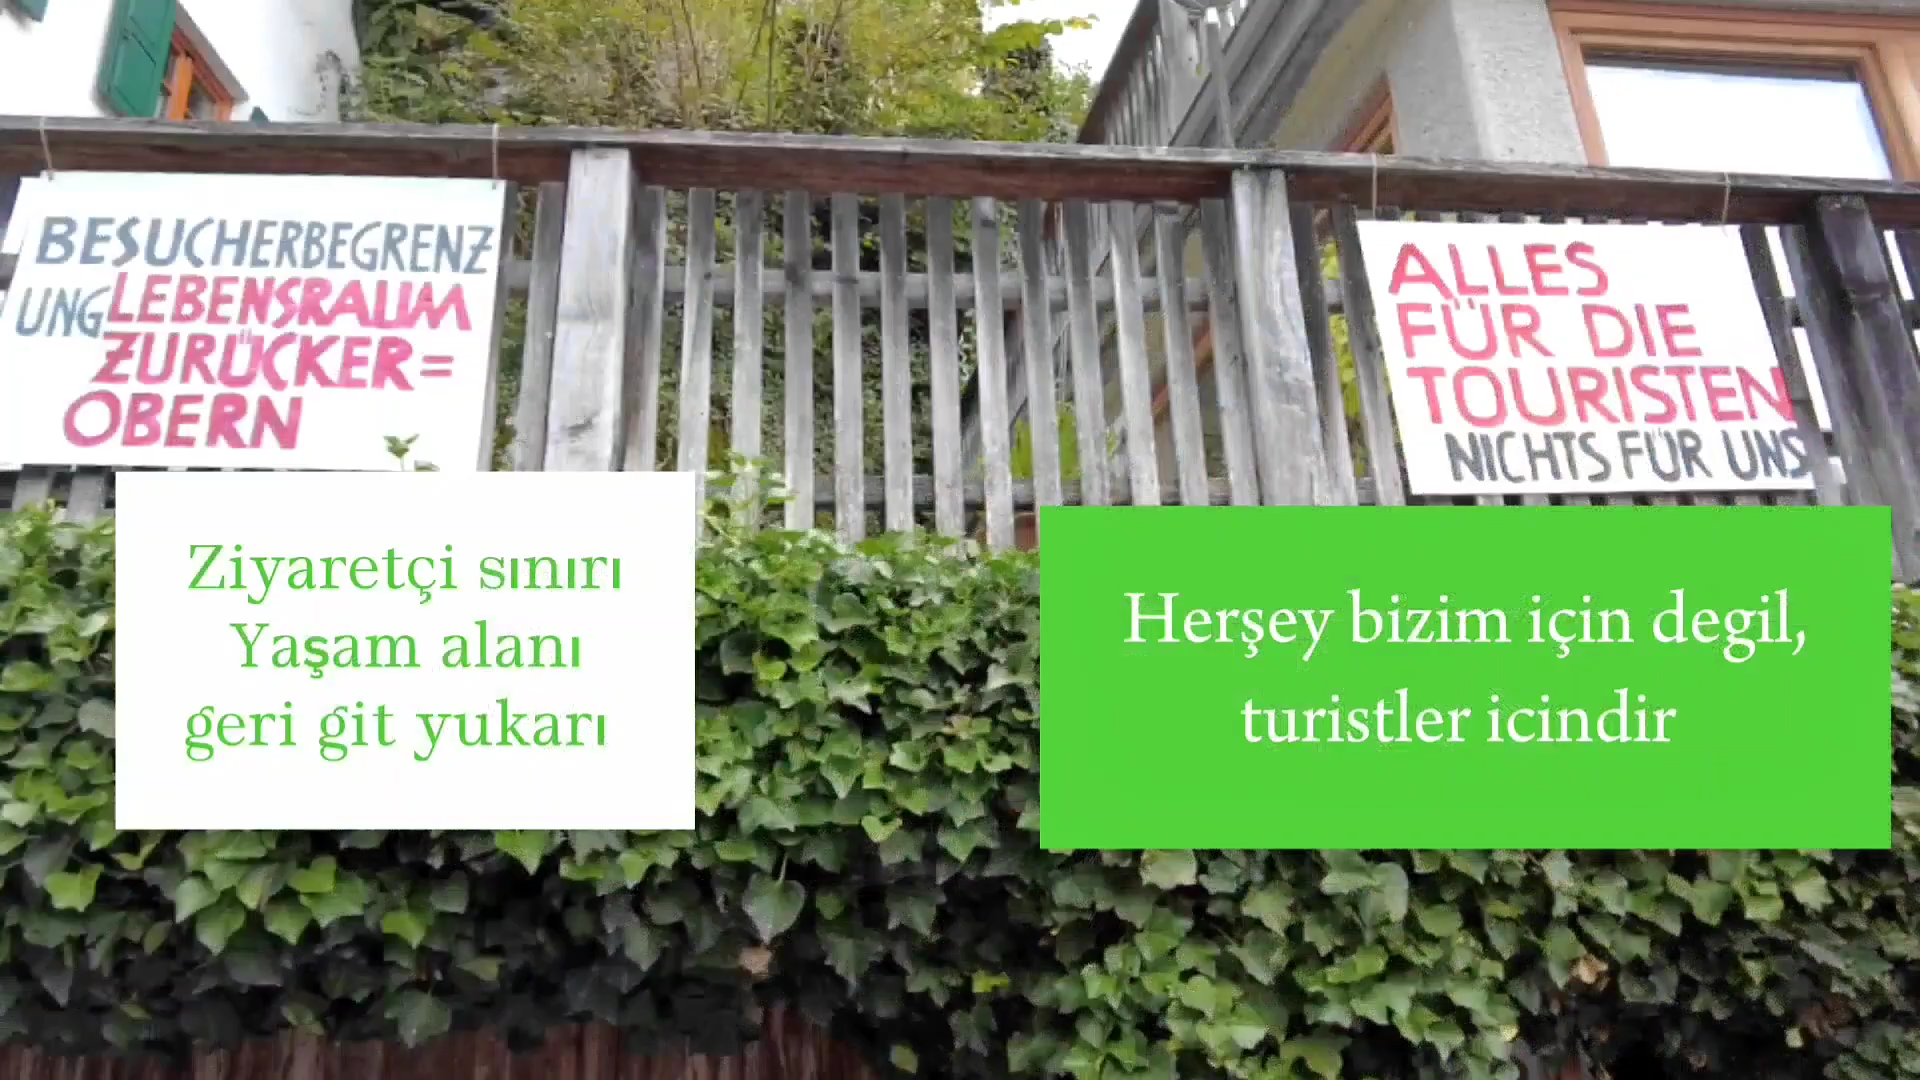 BESUCHERBEGRENZ
UNG LEBENSRAUM
ZURÜCKER=
OBERN
ALLES
FÜR DIE
TOURISTEN
NICHTS FÜR UNS
Ziyaretçi sınırı
Yaşam alanı
geri git yukarı
Herşey bizim için degil,
turistler icindir